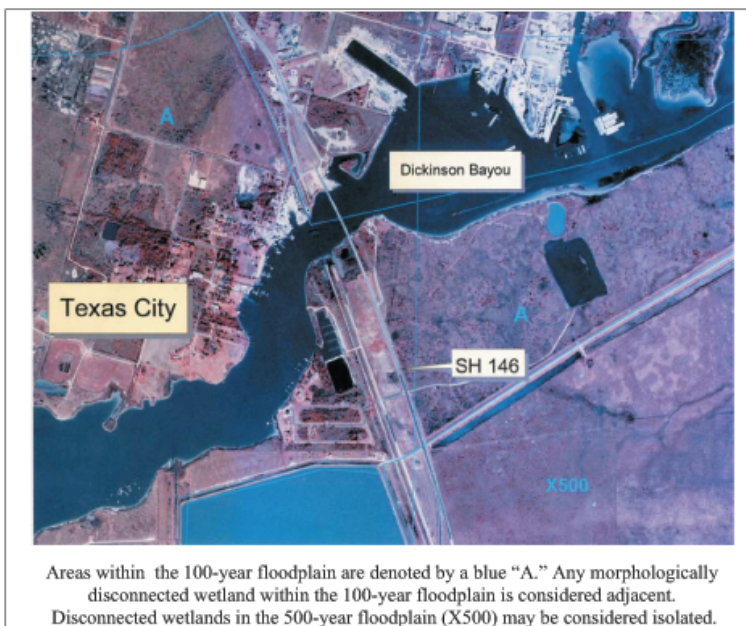 A
Dickinson Bayou
Texas City
A
SH 146
X500
Areas within the 100-year floodplain are denoted by a blue “A.” Any morphologically
disconnected wetland within the 100-year floodplain is considered adjacent.
Disconnected wetlands in the 500-year floodplain (X500) may be considered isolated.